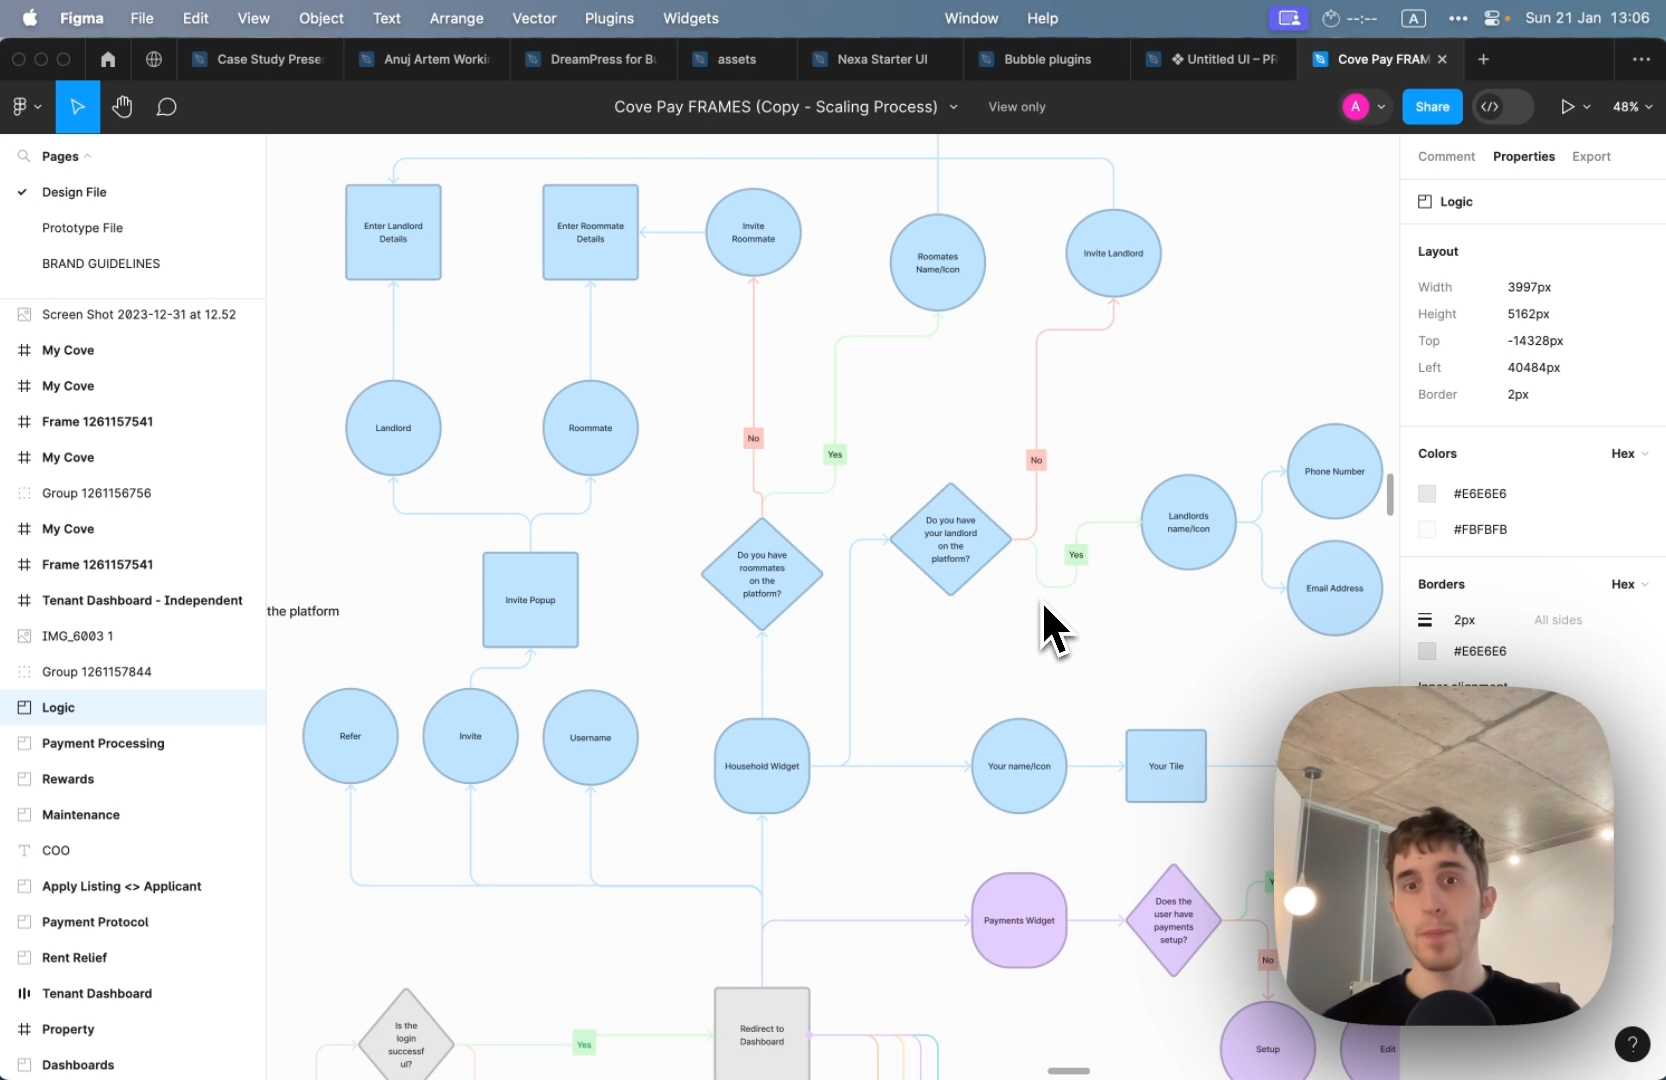 Figma File Edit View Object Text Arrange Vector Plugins Widgets Window Help --:-- A Sun 21 Jan 13:06
Case Study Prese
Anuj Artem Worki
DreamPress for B
assets
Nexa Starter UI
Bubble plugins
❖ Untitled UI – PR
Cove Pay FRAM
Cove Pay FRAMES (Copy - Scaling Process)
View only
A
Share
48%
Pages
Design File
Prototype File
BRAND GUIDELINES
Screen Shot 2023-12-31 at 12.52
My Cove
My Cove
Frame 1261157541
My Cove
Group 1261156756
My Cove
Frame 1261157541
Tenant Dashboard - Independent
IMG_6003 1
Group 1261157844
Logic
Payment Processing
Rewards
Maintenance
COO
Apply Listing <> Applicant
Payment Protocol
Rent Relief
Tenant Dashboard
Property
Dashboards
Enter Landlord
Details
Enter Roommate
Details
Invite
Roommate
Roomates
Name/Icon
Invite Landlord
Landlord
Roommate
No
Yes
No
Yes
Do you have
roommates
on the
platform?
Do you have
your landlord
on the
platform?
Landlords
name/Icon
Phone Number
Email Address
the platform
Invite Popup
Refer
Invite
Username
Household Widget
Your name/Icon
Your Tile
Payments Widget
Does the
user have
payments
setup?
No
Is the
login
successf
ul?
Yes
Redirect to
Dashboard
Setup
Edit
Comment
Properties
Export
Logic
Layout
Width 3997px
Height 5162px
Top -14328px
Left 40484px
Border 2px
Colors Hex
#E6E6E6
#FBFBFB
Borders Hex
2px All sides
#E6E6E6
?